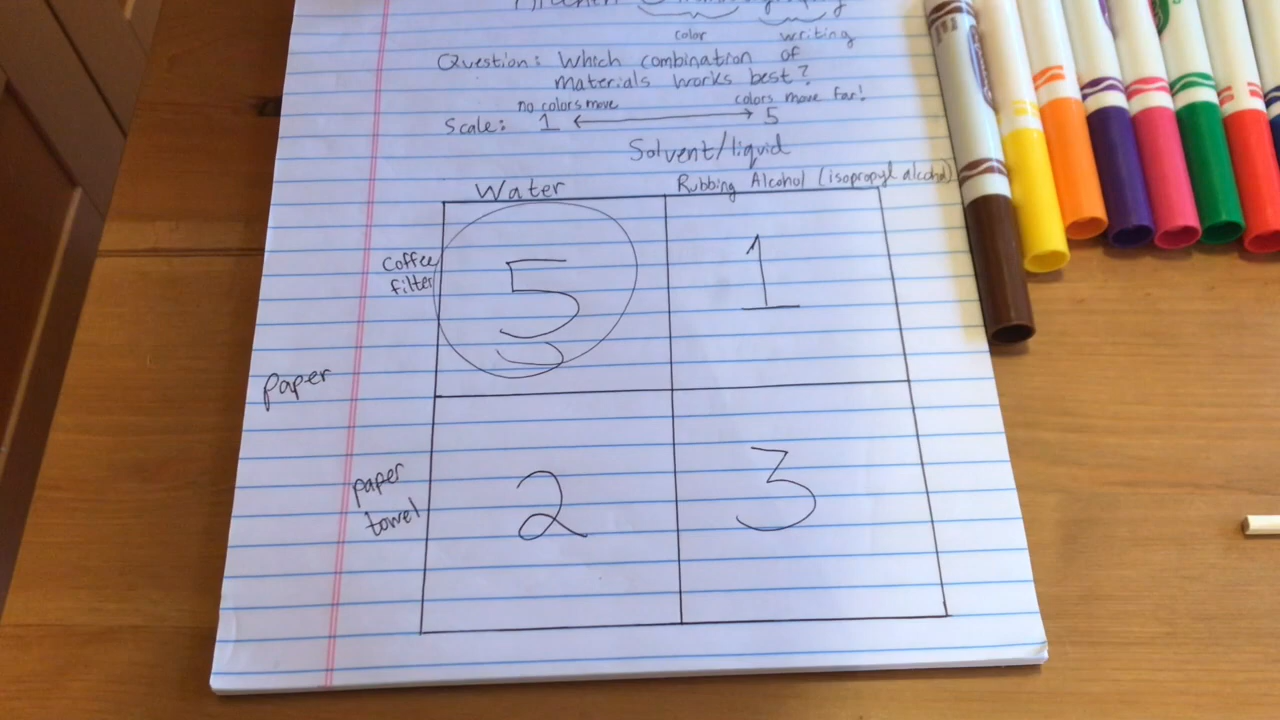 color writing
Question: Which combination of
materials works best?
no colors move colors move far!
Scale: 1 ⟷ 5
Solvent/liquid
Water Rubbing Alcohol (isopropyl alcohol)
coffee
filter
5 1
paper
paper
towel
2 3